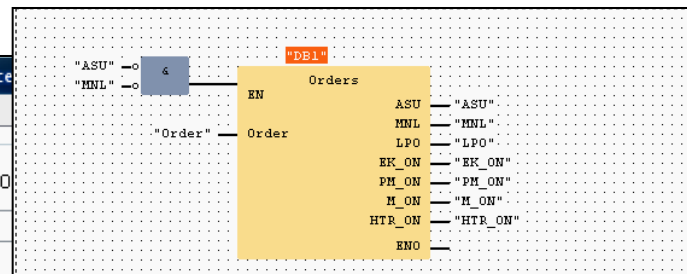 "DB1"
"ASU"
&
Orders
"MNL"
EN
ASU "ASU"
MNL "MNL"
"Order" Order
LPO "LPO"
EK_ON "EK_ON"
PM_ON "PM_ON"
M_ON "M_ON"
HTR_ON "HTR_ON"
ENO